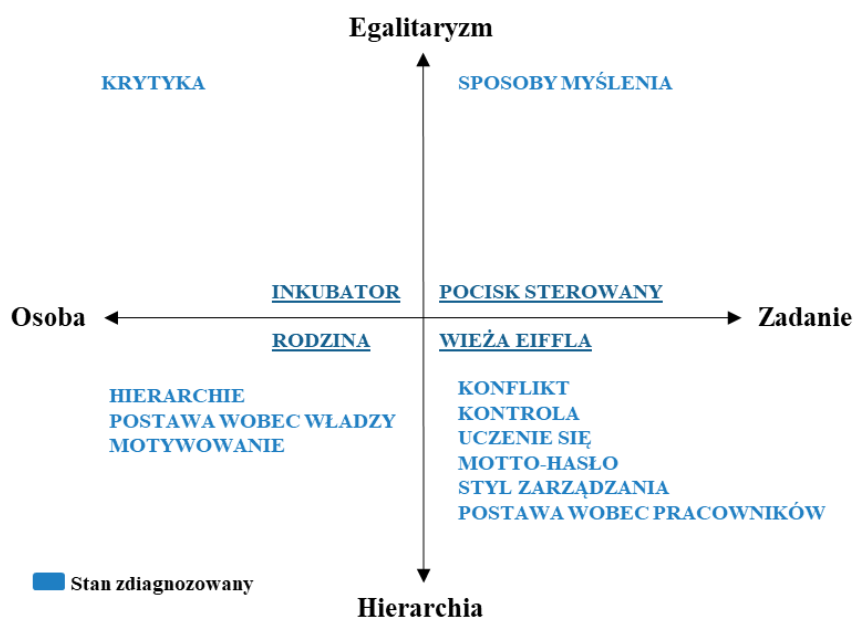 Egalitaryzm
KRYTYKA
SPOSOBY MYŚLENIA
INKUBATOR
POCISK STEROWANY
Osoba
Zadanie
RODZINA
WIEŻA EIFFLA
HIERARCHIE
POSTAWA WOBEC WŁADZY
MOTYWOWANIE
KONFLIKT
KONTROLA
UCZENIE SIĘ
MOTTO-HASŁO
STYL ZARZĄDZANIA
POSTAWA WOBEC PRACOWNIKÓW
Stan zdiagnozowany
Hierarchia